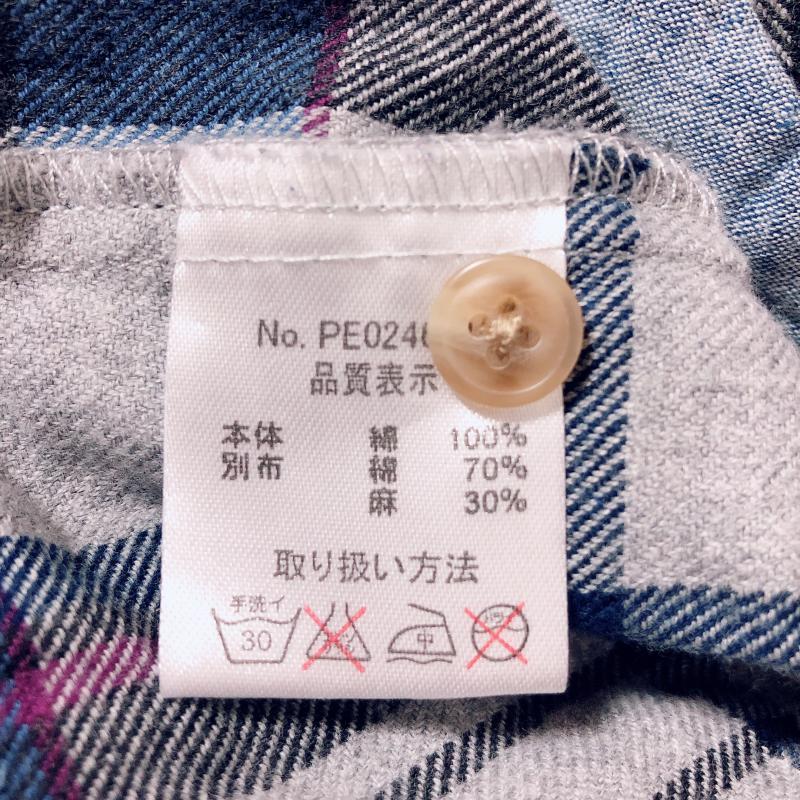 No. PE024
品質表示
本体 綿 100%
別布 綿 70%
麻 30%
取り扱い方法
手洗イ
30
中